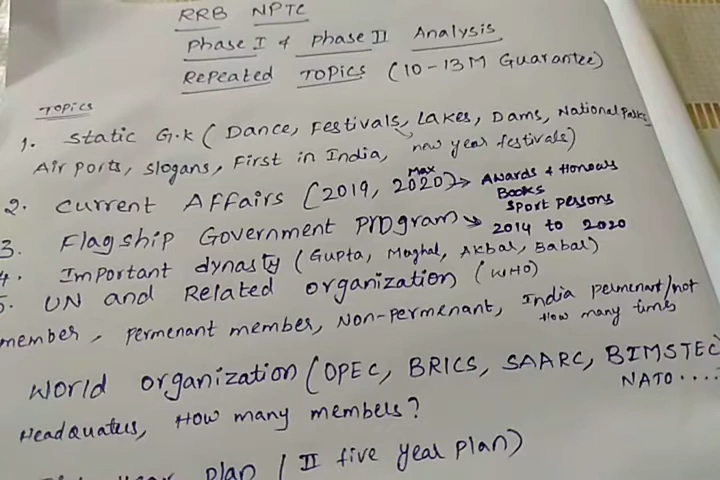 RRB NPTC
Phase I & Phase II Analysis
Repeated Topics (10-13M Guarantee)
Topics
1. Static G.K (Dance, Festivals, Lakes, Dams, National Parks,
Air ports, slogans, First in India, new year festivals)
2. Current Affairs (2019, 2020) Max → Awards & Honours
Books
Sport persons
3. Flagship Government Program → 2014 to 2020
4. Important dynasty (Gupta, Moghal, Akbal, Babal)
5. UN and Related organization (WHO)
member, permenant member, Non-permenant, India permenant/not
How many times
World organization (OPEC, BRICS, SAARC, BIMSTEC
NATO ....
Headquaters, How many members?
year plan / II five year plan)